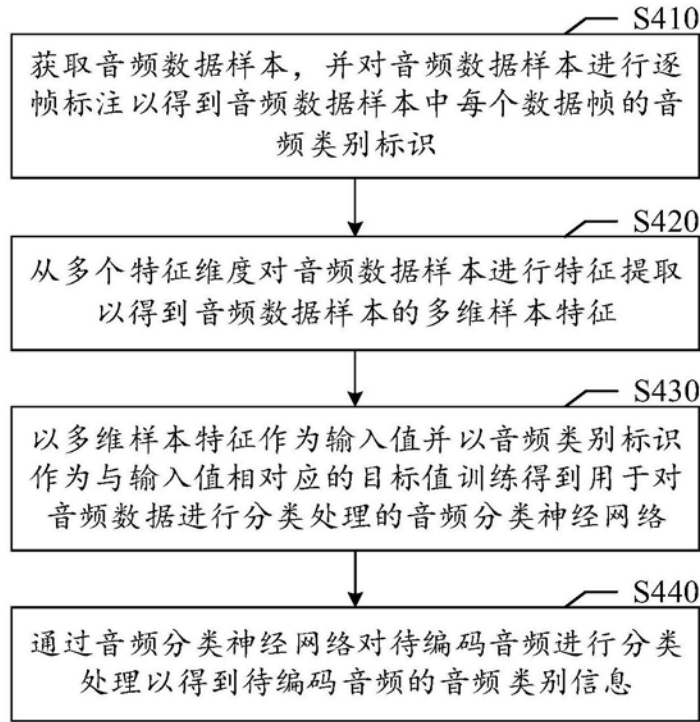 S410
获取音频数据样本，并对音频数据样本进行逐
帧标注以得到音频数据样本中每个数据帧的音
频类别标识
S420
从多个特征维度对音频数据样本进行特征提取
以得到音频数据样本的多维样本特征
S430
以多维样本特征作为输入值并以音频类别标识
作为与输入值相对应的目标值训练得到用于对
音频数据进行分类处理的音频分类神经网络
S440
通过音频分类神经网络对待编码音频进行分类
处理以得到待编码音频的音频类别信息